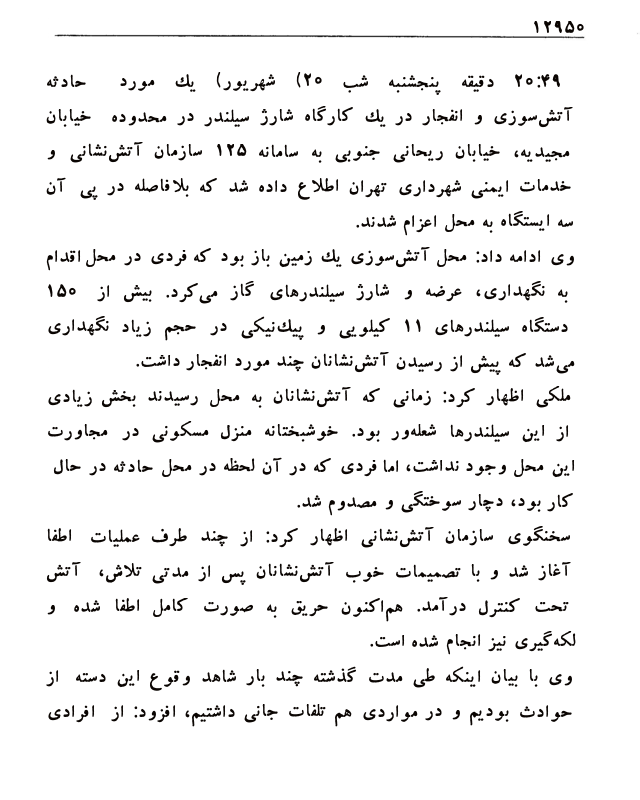 ۱۲۹۵۰
۲۰:۴۹ دقیقه پنجشنبه شب ۲۰) شهریور) یك مورد حادثه
آتش‌سوزی و انفجار در یك کارگاه شارژ سیلندر در محدوده خیابان
مجیدیه، خیابان ریحانی جنوبی به سامانه ۱۲۵ سازمان آتش‌نشانی و
خدمات ایمنی شهرداری تهران اطلاع داده شد که بلافاصله در پی آن
سه ایستگاه به محل اعزام شدند.
وی ادامه داد: محل آتش‌سوزی یك زمین باز بود که فردی در محل اقدام
به نگهداری، عرضه و شارژ سیلندرهای گاز می‌کرد. بیش از ۱۵۰
دستگاه سیلندرهای ۱۱ کیلویی و پیك‌نیکی در حجم زیاد نگهداری
می‌شد که پیش از رسیدن آتش‌نشانان چند مورد انفجار داشت.
ملکی اظهار کرد: زمانی که آتش‌نشانان به محل رسیدند بخش زیادی
از این سیلندرها شعله‌ور بود. خوشبختانه منزل مسکونی در مجاورت
این محل وجود نداشت، اما فردی که در آن لحظه در محل حادثه در حال
کار بود، دچار سوختگی و مصدوم شد.
سخنگوی سازمان آتش‌نشانی اظهار کرد: از چند طرف عملیات اطفا
آغاز شد و با تصمیمات خوب آتش‌نشانان پس از مدتی تلاش، آتش
تحت کنترل درآمد. هم‌اکنون حریق به صورت کامل اطفا شده و
لکه‌گیری نیز انجام شده است.
وی با بیان اینکه طی مدت گذشته چند بار شاهد وقوع این دسته از
حوادث بودیم و در مواردی هم تلفات جانی داشتیم، افزود: از افرادی